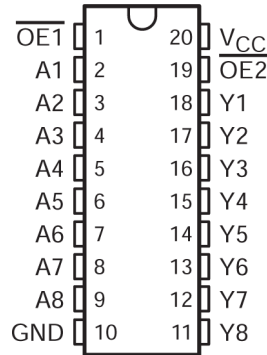 OE1 1 20 VCC
A1 2 19 OE2
A2 3 18 Y1
A3 4 17 Y2
A4 5 16 Y3
A5 6 15 Y4
A6 7 14 Y5
A7 8 13 Y6
A8 9 12 Y7
GND 10 11 Y8